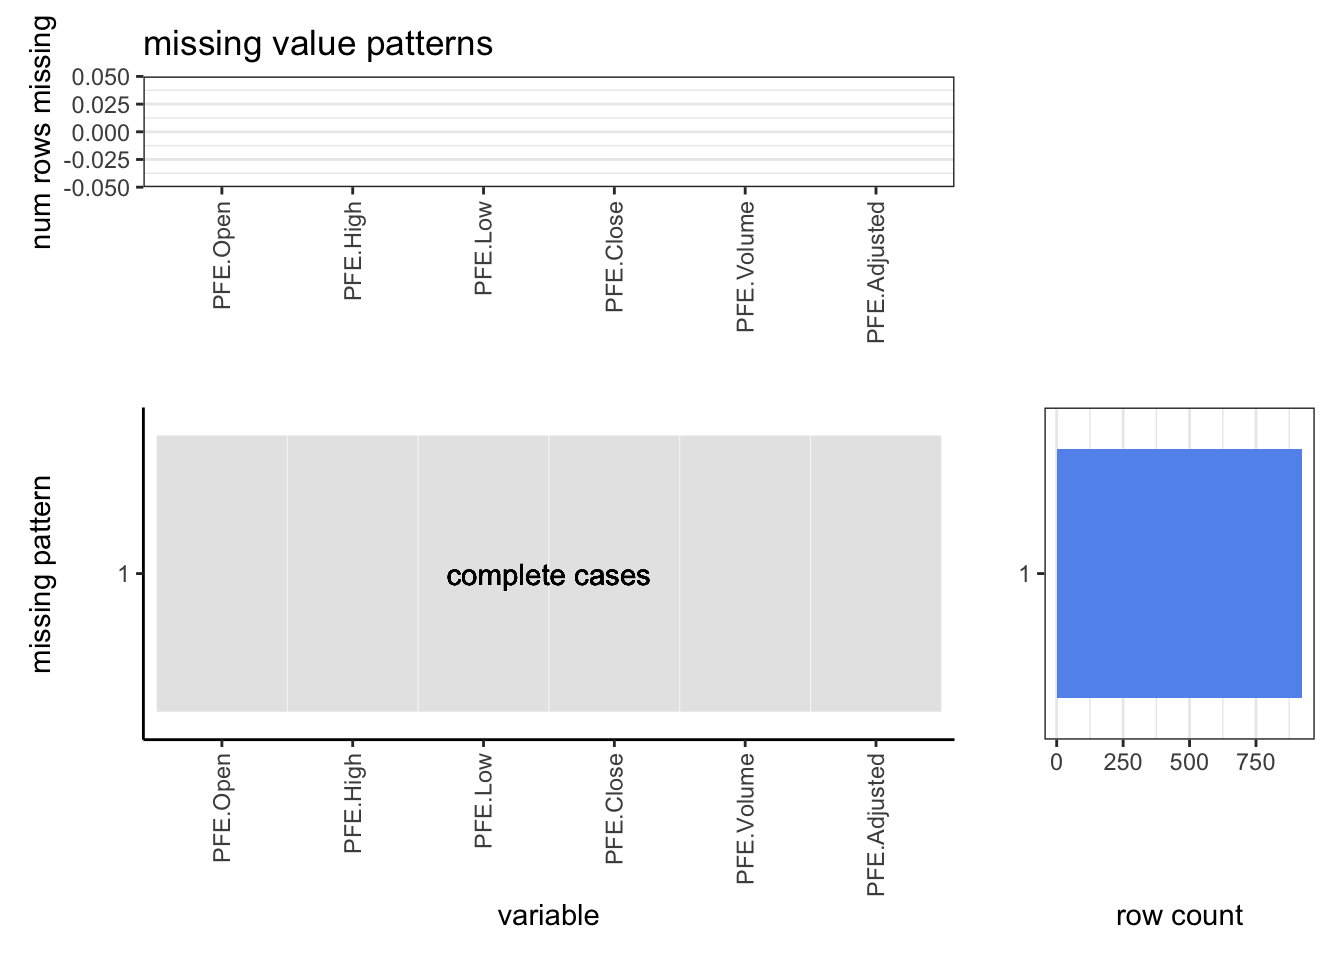 missing value patterns
num rows missing
0.050
0.025
0.000
-0.025
-0.050
PFE.Open
PFE.High
PFE.Low
PFE.Close
PFE.Volume
PFE.Adjusted
missing pattern
1
complete cases
PFE.Open
PFE.High
PFE.Low
PFE.Close
PFE.Volume
PFE.Adjusted
variable
1
0 250 500 750
row count